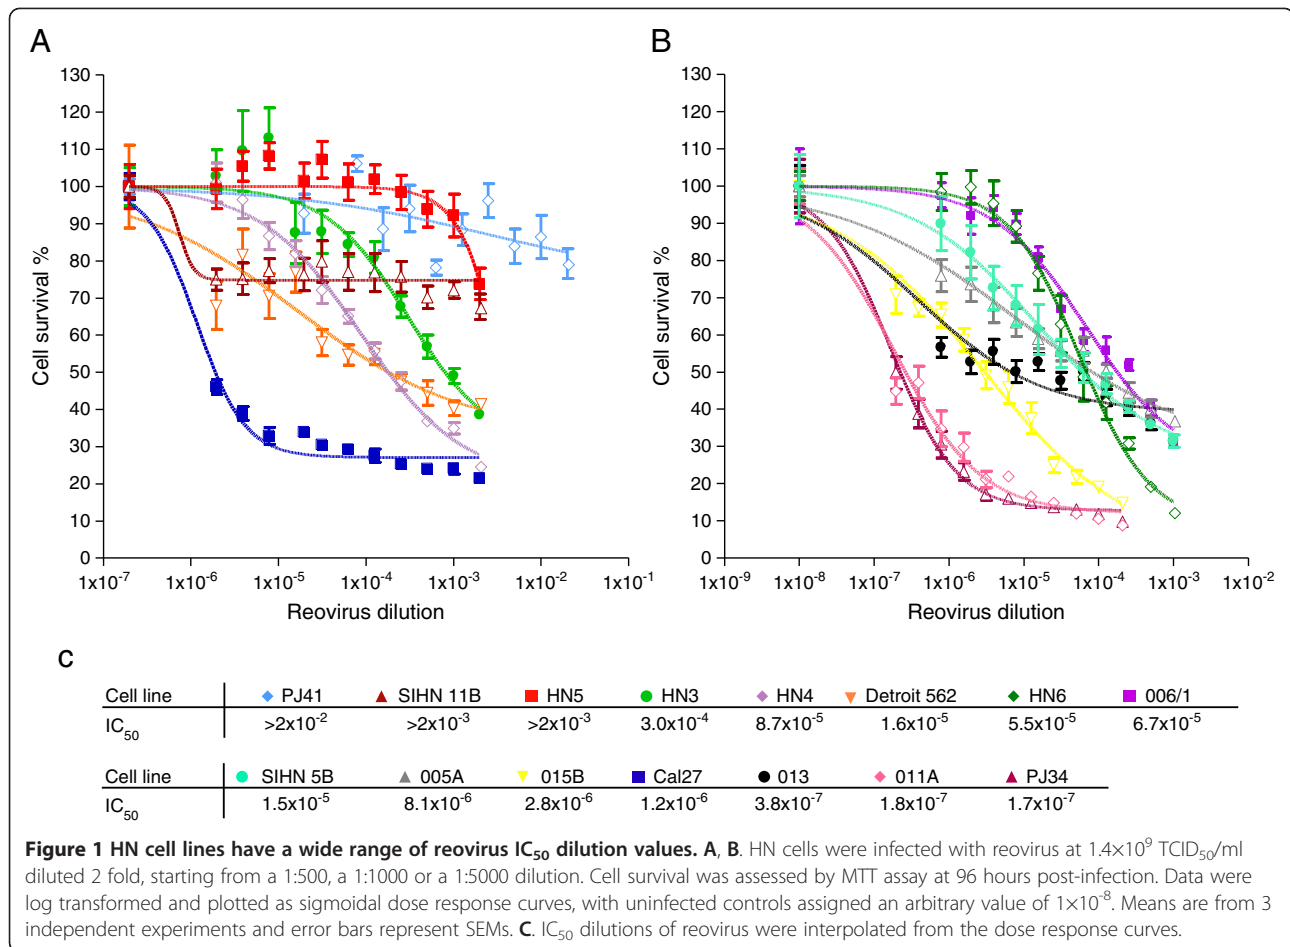 A
B
130
120
110
100
90
80
70
60
50
40
30
20
10
0
Cell survival %
1x10⁻⁷ 1x10⁻⁶ 1x10⁻⁵ 1x10⁻⁴ 1x10⁻³ 1x10⁻² 1x10⁻¹
Reovirus dilution
130
120
110
100
90
80
70
60
50
40
30
20
10
0
Cell survival %
1x10⁻⁹ 1x10⁻⁸ 1x10⁻⁷ 1x10⁻⁶ 1x10⁻⁵ 1x10⁻⁴ 1x10⁻³ 1x10⁻²
Reovirus dilution
C
Cell line PJ41 SIHN 11B HN5 HN3 HN4 Detroit 562 HN6 006/1
IC₅₀ >2x10⁻² >2x10⁻³ >2x10⁻³ 3.0x10⁻⁴ 8.7x10⁻⁵ 1.6x10⁻⁵ 5.5x10⁻⁵ 6.7x10⁻⁵
Cell line SIHN 5B 005A 015B Cal27 013 011A PJ34
IC₅₀ 1.5x10⁻⁵ 8.1x10⁻⁶ 2.8x10⁻⁶ 1.2x10⁻⁶ 3.8x10⁻⁷ 1.8x10⁻⁷ 1.7x10⁻⁷
Figure 1 HN cell lines have a wide range of reovirus IC₅₀ dilution values. A, B. HN cells were infected with reovirus at 1.4×10⁹ TCID₅₀/ml
diluted 2 fold, starting from a 1:500, a 1:1000 or a 1:5000 dilution. Cell survival was assessed by MTT assay at 96 hours post-infection. Data were
log transformed and plotted as sigmoidal dose response curves, with uninfected controls assigned an arbitrary value of 1×10⁻⁸. Means are from 3
independent experiments and error bars represent SEMs. C. IC₅₀ dilutions of reovirus were interpolated from the dose response curves.